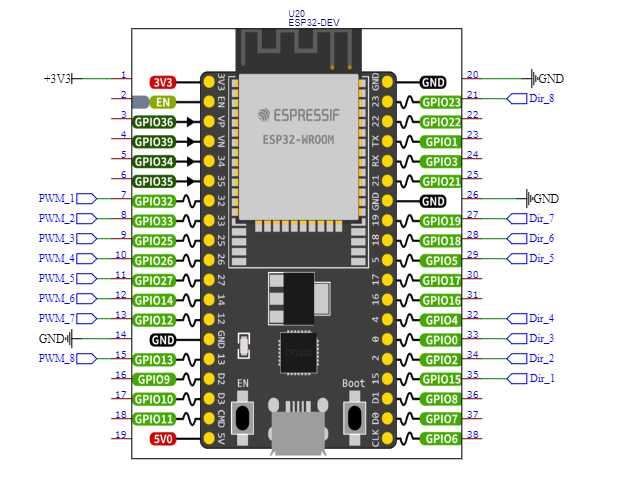 U20
ESP32-DEV
+3V3 1 3V3 3V3 GND GND 20 GND
2 EN EN 23 GPIO23 21 Dir_8
3 GPIO36 VP 22 GPIO22 22
4 GPIO39 VN TX GPIO1 23
5 GPIO34 34 RX GPIO3 24
6 GPIO35 35 21 GPIO21 25
PWM_1 7 GPIO32 32 GND GND 26 GND
PWM_2 8 GPIO33 33 19 GPIO19 27 Dir_7
PWM_3 9 GPIO25 25 18 GPIO18 28 Dir_6
PWM_4 10 GPIO26 26 5 GPIO5 29 Dir_5
PWM_5 11 GPIO27 27 17 GPIO17 30
PWM_6 12 GPIO14 14 16 GPIO16 31
PWM_7 13 GPIO12 12 4 GPIO4 32 Dir_4
GND 14 GND GND 0 GPIO0 33 Dir_3
PWM_8 15 GPIO13 13 2 GPIO2 34 Dir_2
16 GPIO9 D2 15 GPIO15 35 Dir_1
17 GPIO10 D3 D1 GPIO8 36
18 GPIO11 CMD D0 GPIO7 37
19 5V0 5V CLK GPIO6 38
ESPRESSIF
ESP32-WROOM
EN
Boot